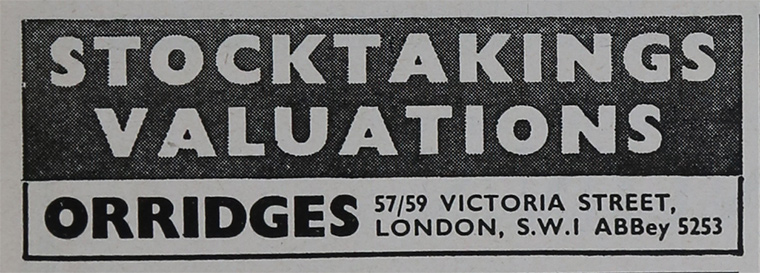 STOCKTAKINGS
VALUATIONS
ORRIDGES
57/59 VICTORIA STREET,
LONDON, S.W.1 ABBey 5253